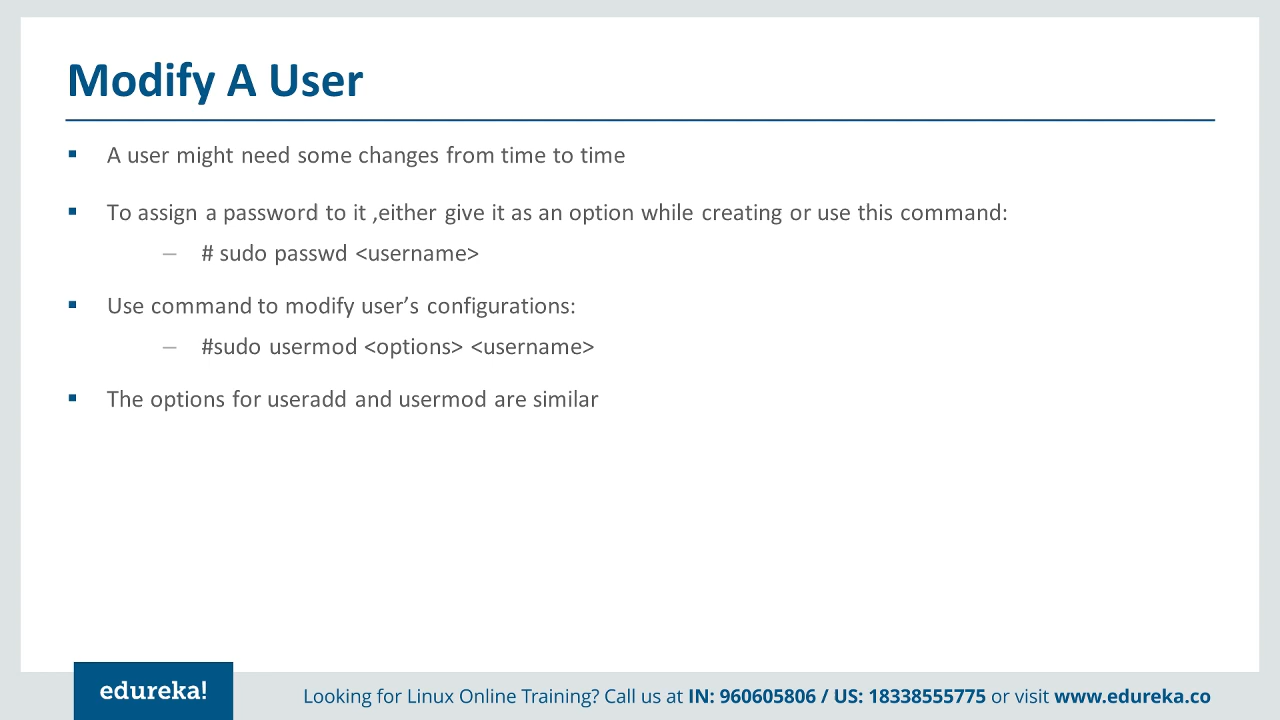 Modify A User
A user might need some changes from time to time
To assign a password to it ,either give it as an option while creating or use this command:
– # sudo passwd <username>
Use command to modify user’s configurations:
– #sudo usermod <options> <username>
The options for useradd and usermod are similar
edureka!
Looking for Linux Online Training? Call us at IN: 960605806 / US: 18338555775 or visit www.edureka.co